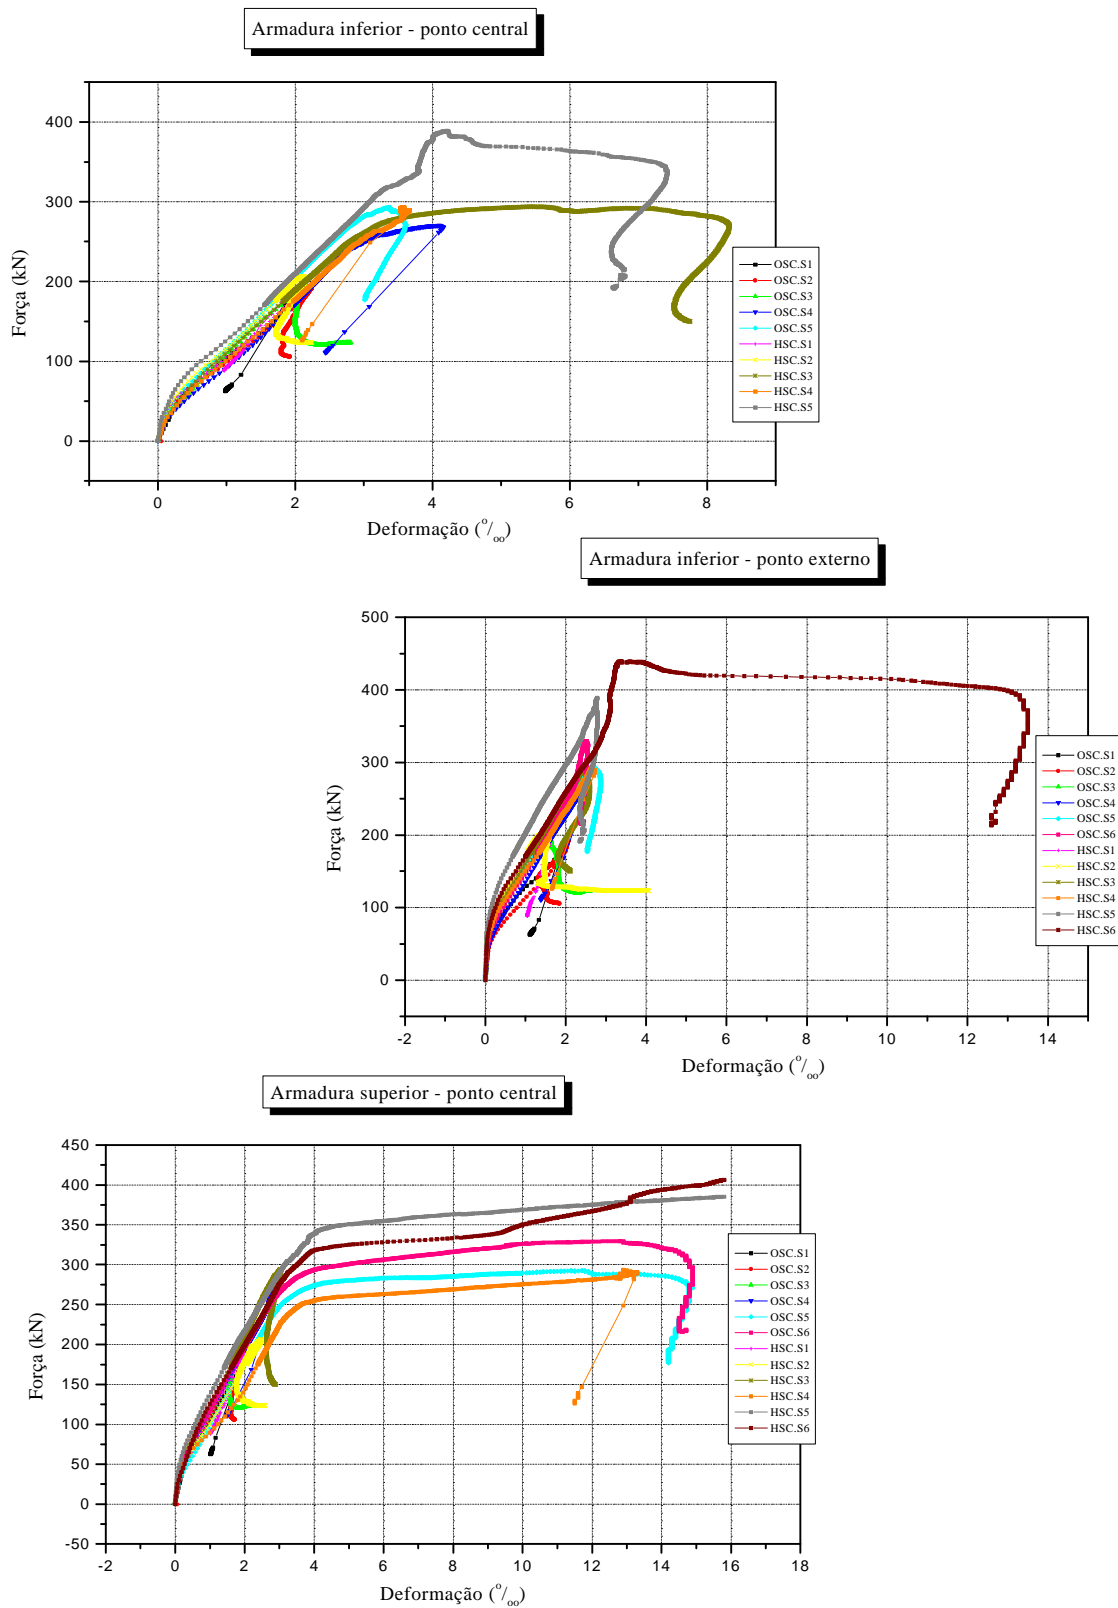 Armadura inferior - ponto central
400
300
200
100
0
Força (kN)
0 2 4 6 8
Deformação (o/oo)
OSC.S1
OSC.S2
OSC.S3
OSC.S4
OSC.S5
HSC.S1
HSC.S2
HSC.S3
HSC.S4
HSC.S5
Armadura inferior - ponto externo
500
400
300
200
100
0
Força (kN)
-2 0 2 4 6 8 10 12 14
Deformação (o/oo)
OSC.S1
OSC.S2
OSC.S3
OSC.S4
OSC.S5
OSC.S6
HSC.S1
HSC.S2
HSC.S3
HSC.S4
HSC.S5
HSC.S6
Armadura superior - ponto central
450
400
350
300
250
200
150
100
50
0
-50
Força (kN)
-2 0 2 4 6 8 10 12 14 16 18
Deformação (o/oo)
OSC.S1
OSC.S2
OSC.S3
OSC.S4
OSC.S5
OSC.S6
HSC.S1
HSC.S2
HSC.S3
HSC.S4
HSC.S5
HSC.S6